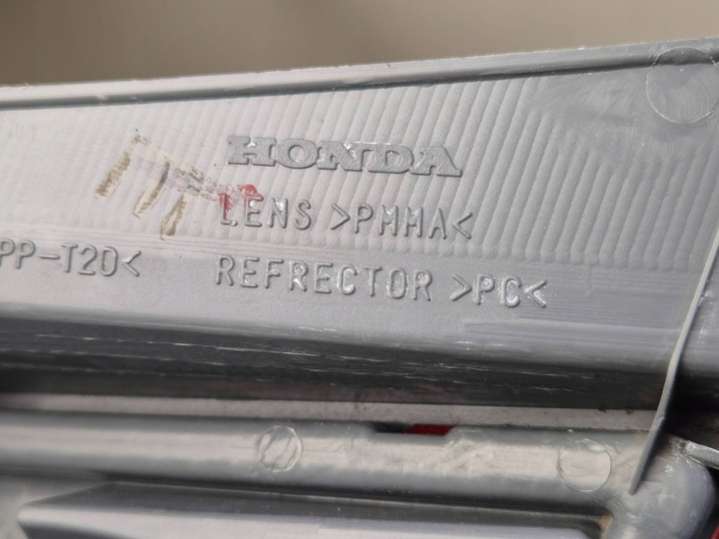 HONDA
LENS >PMMA<
PP-T20<
REFRECTOR >PC<